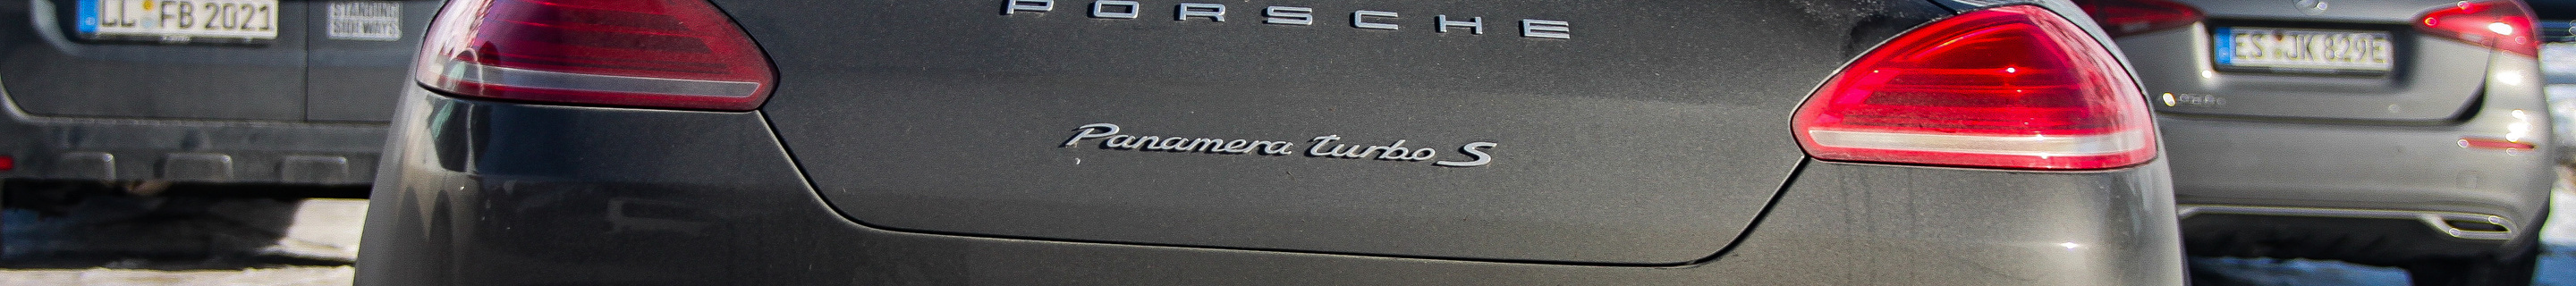 LL FB 2021
STANDING
SIDEWAYS
PORSCHE
Panamera turbo S
ES JK 829E